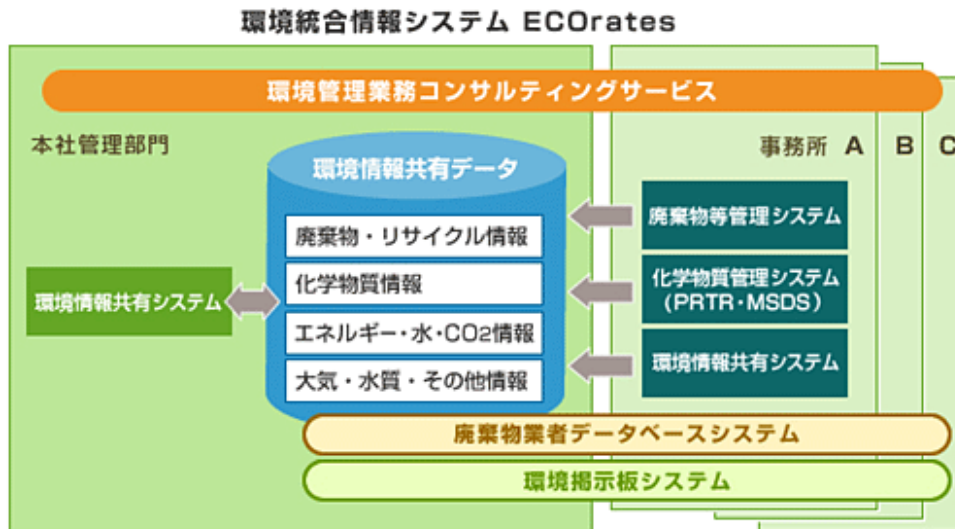 環境統合情報システム ECOrates
環境管理業務コンサルティングサービス
本社管理部門
事務所 A B C
環境情報共有データ
廃棄物・リサイクル情報
化学物質情報
エネルギー・水・CO2情報
大気・水質・その他情報
環境情報共有システム
廃棄物等管理システム
化学物質管理システム
(PRTR・MSDS)
環境情報共有システム
廃棄物業者データベースシステム
環境掲示板システム